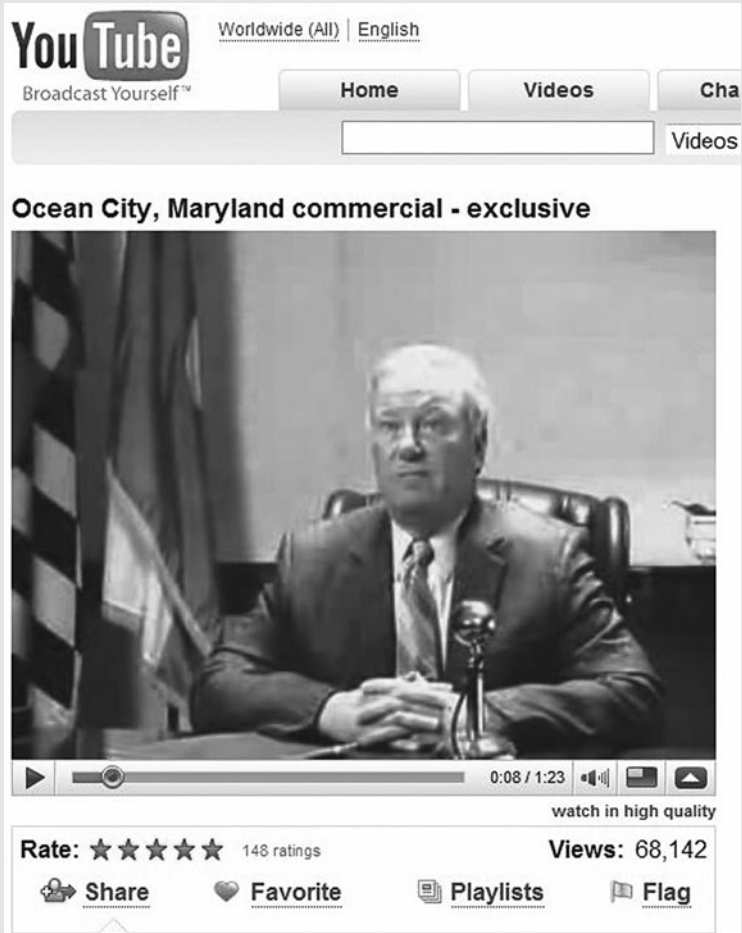 You Tube
Worldwide (All) | English
Broadcast Yourself™
Home Videos Cha
Videos
Ocean City, Maryland commercial - exclusive
0:08 / 1:23
watch in high quality
Rate: 148 ratings Views: 68,142
Share Favorite Playlists Flag